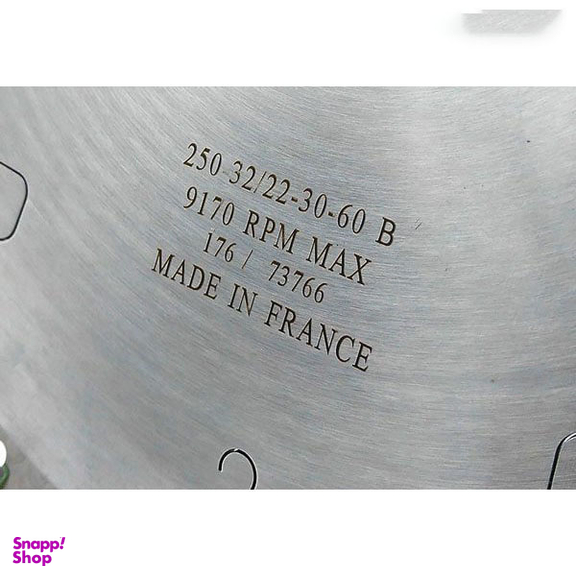 250-32/22-30-60 B
9170 RPM MAX
176 / 73766
MADE IN FRANCE
Snapp!
Shop